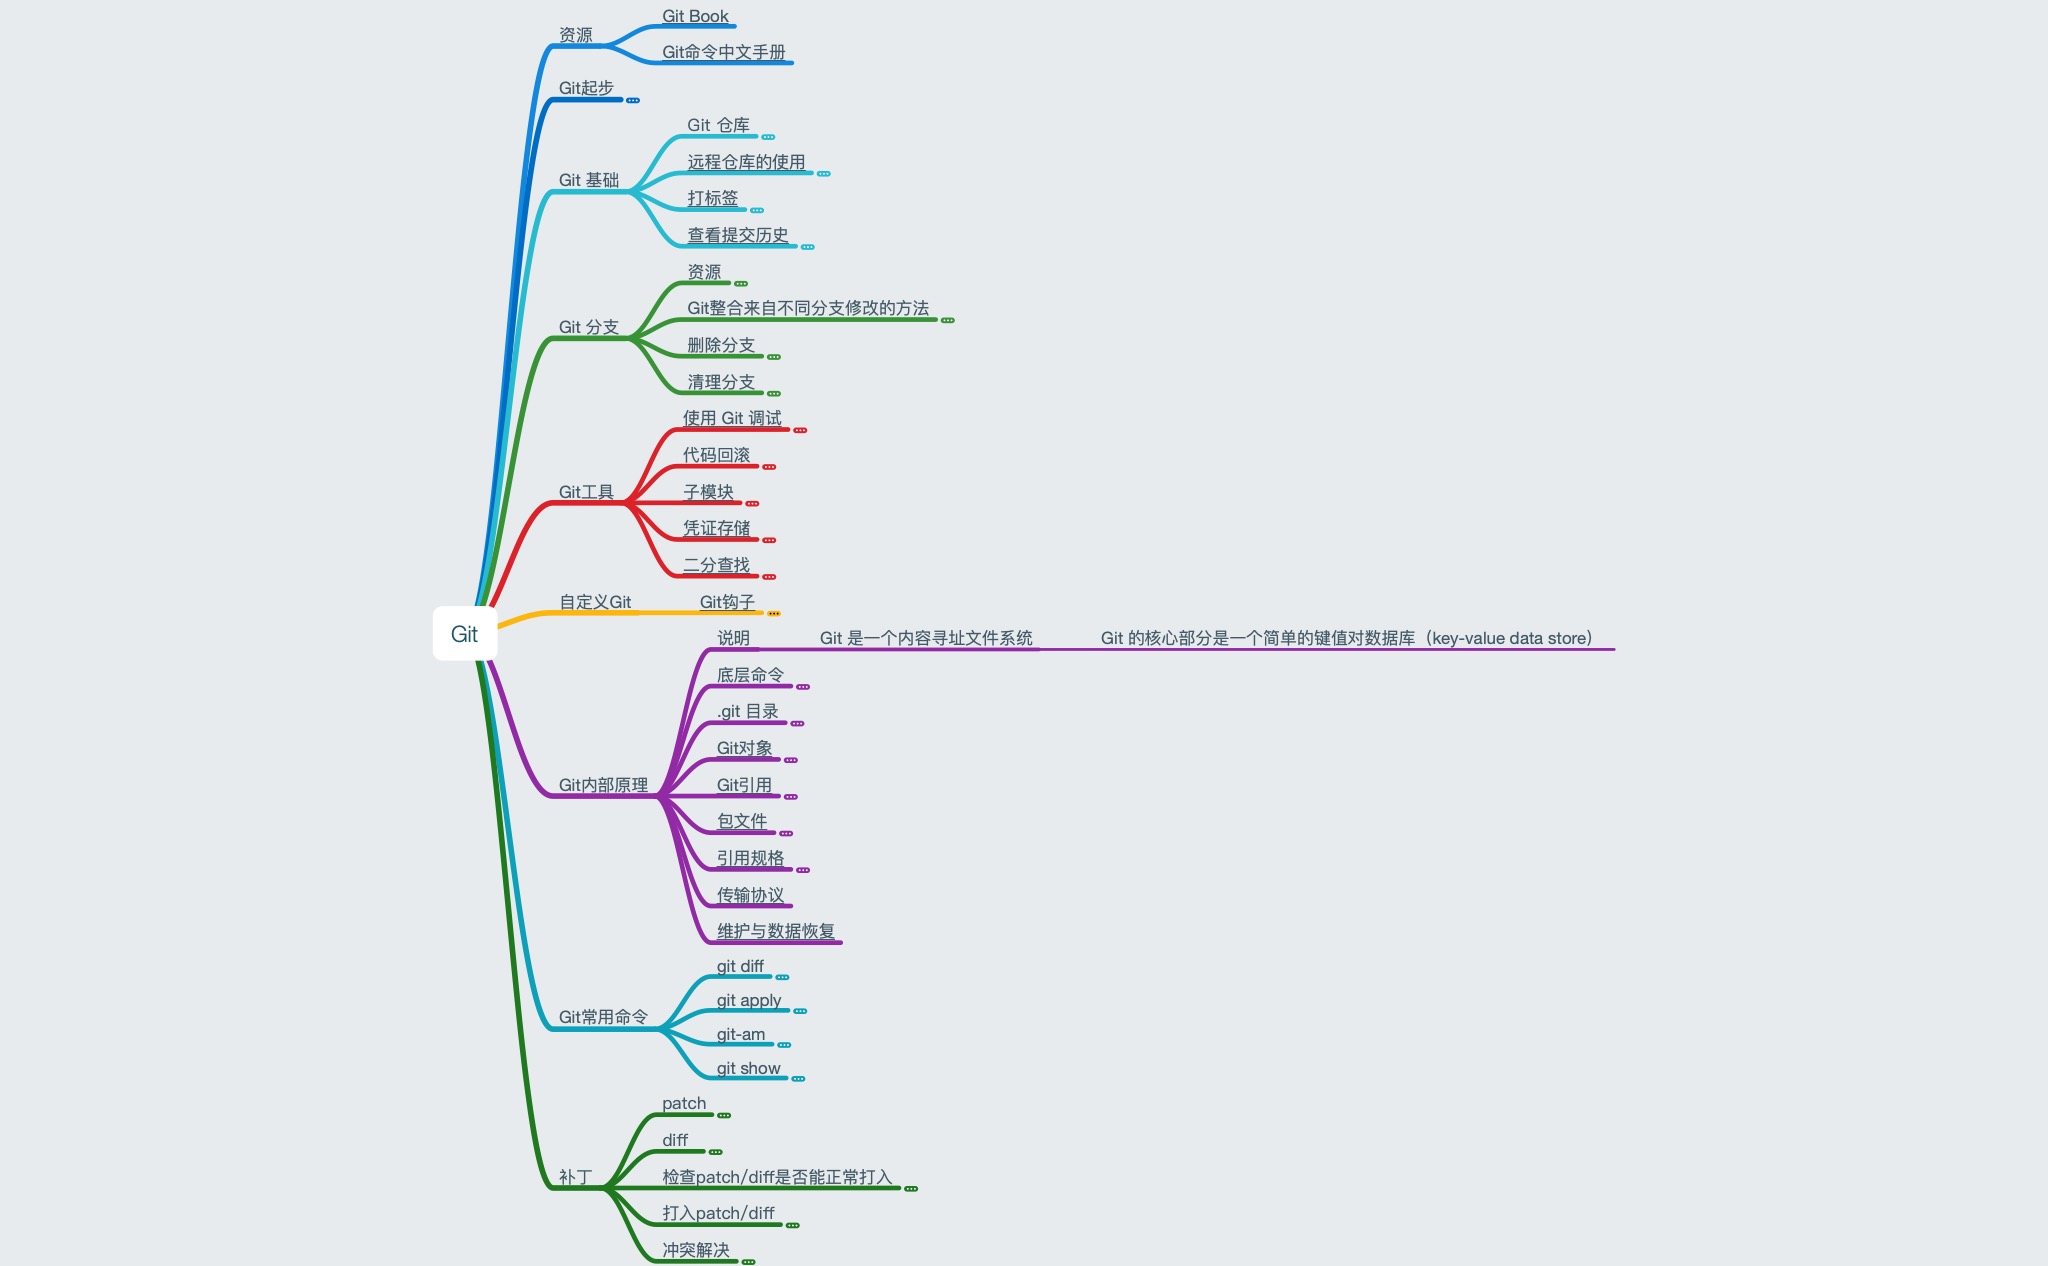 Git
资源
Git Book
Git命令中文手册
Git起步
Git 基础
Git 仓库
远程仓库的使用
打标签
查看提交历史
Git 分支
资源
Git整合来自不同分支修改的方法
删除分支
清理分支
Git工具
使用 Git 调试
代码回滚
子模块
凭证存储
二分查找
自定义Git
Git钩子
Git内部原理
说明
Git 是一个内容寻址文件系统
Git 的核心部分是一个简单的键值对数据库（key-value data store）
底层命令
.git 目录
Git对象
Git引用
包文件
引用规格
传输协议
维护与数据恢复
Git常用命令
git diff
git apply
git-am
git show
补丁
patch
diff
检查patch/diff是否能正常打入
打入patch/diff
冲突解决